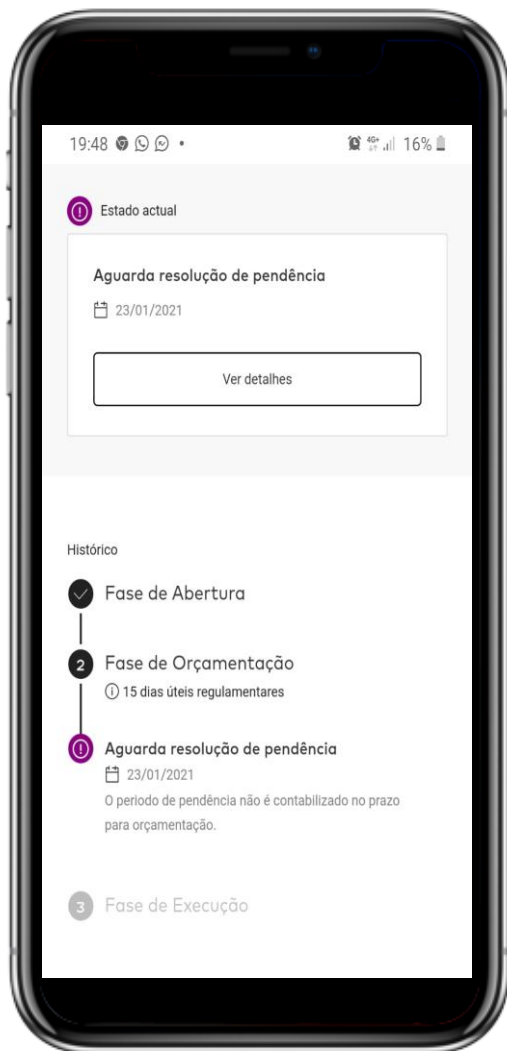 19:48
4G+ 16%
Estado actual
Aguarda resolução de pendência
23/01/2021
Ver detalhes
Histórico
Fase de Abertura
2 Fase de Orçamentação
15 dias úteis regulamentares
Aguarda resolução de pendência
23/01/2021
O periodo de pendência não é contabilizado no prazo
para orçamentação.
3 Fase de Execução